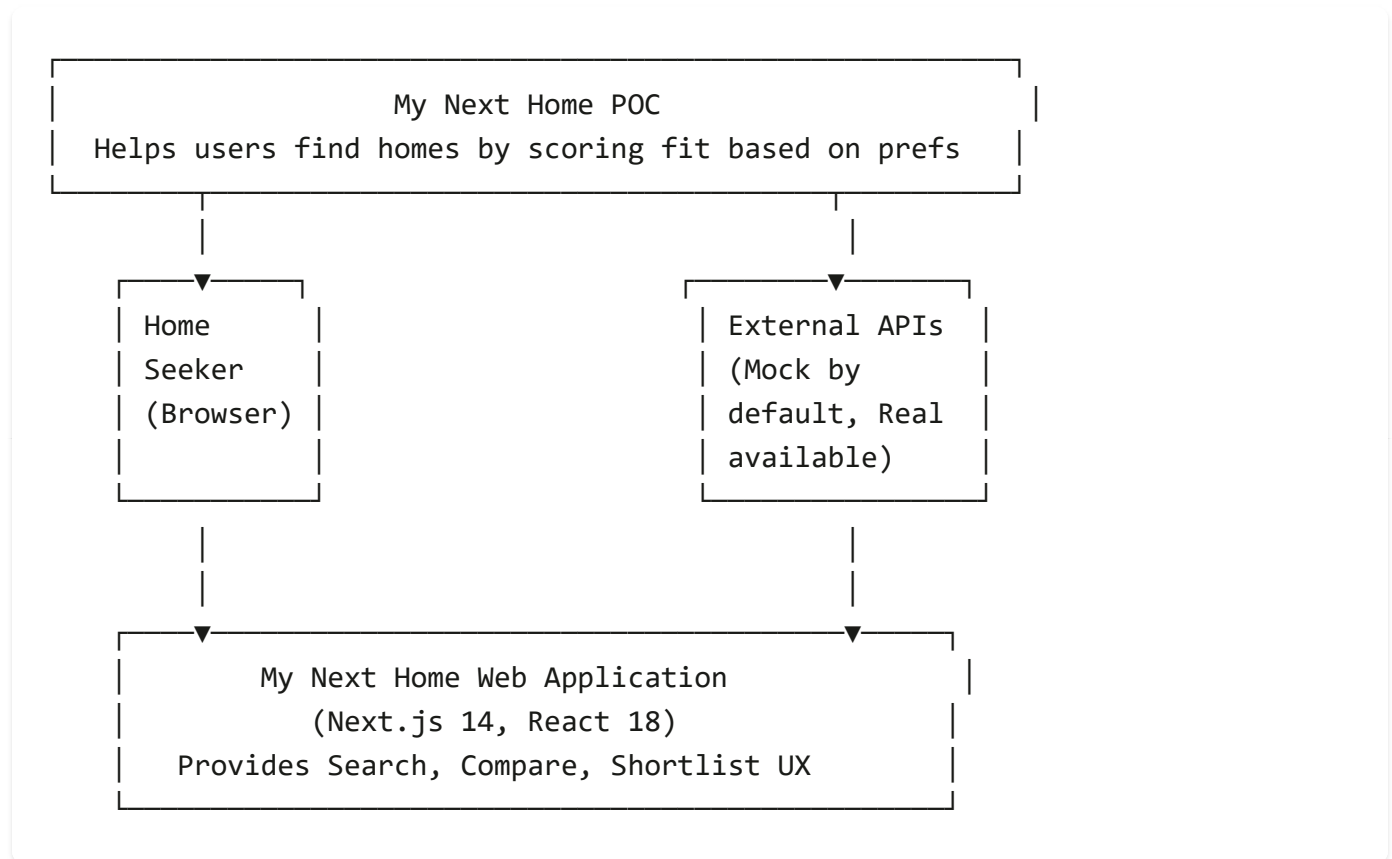 My Next Home POC
Helps users find homes by scoring fit based on prefs
Home
Seeker
(Browser)
External APIs
(Mock by
default, Real
available)
My Next Home Web Application
(Next.js 14, React 18)
Provides Search, Compare, Shortlist UX